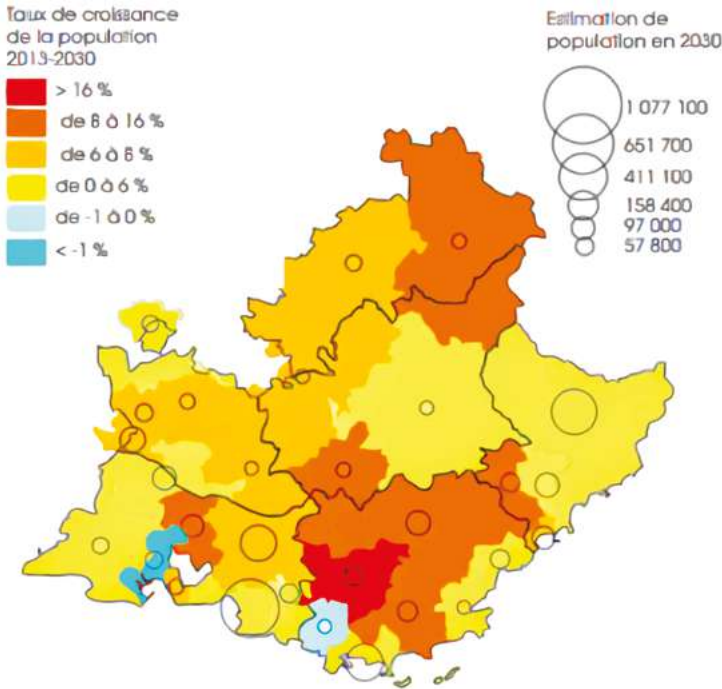 Taux de croissance
de la population
2013-2030
> 16 %
de 8 à 16 %
de 6 à 8 %
de 0 à 6 %
de -1 à 0 %
< -1 %
Estimation de
population en 2030
1 077 100
651 700
411 100
158 400
97 000
57 800